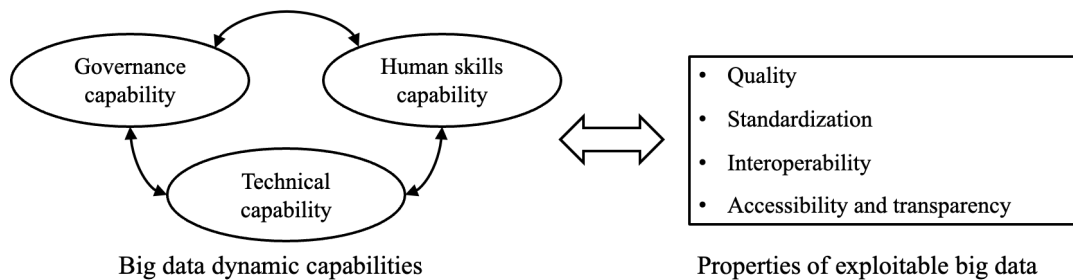 Governance
capability
Human skills
capability
Technical
capability
Big data dynamic capabilities
• Quality
• Standardization
• Interoperability
• Accessibility and transparency
Properties of exploitable big data